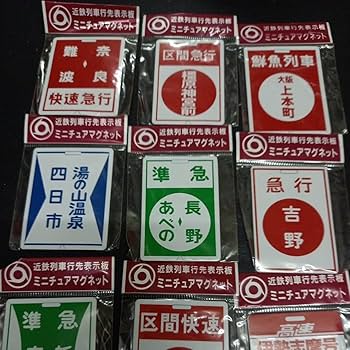 近鉄列車行先表示板
ミニチュアマグネット
難波
奈良
快速急行
近鉄列車行先表示板
ミニチュアマグネット
区間急行
橿原神宮前
近鉄列車行先表示板
ミニチュアマグネット
鮮魚列車
大阪
上本町
近鉄列車行先表示板
ミニチュアマグネット
湯の山温泉
四日市
近鉄列車行先表示板
ミニチュアマグネット
準急
長野
あべの
近鉄列車行先表示板
ミニチュアマグネット
急行
吉野
近鉄列車行先表示板
ミニチュアマグネット
準急
近鉄列車行先表示板
ミニチュアマグネット
区間快速
近鉄列車行先表示板
ミニチュアマグネット
高速
伊勢志摩号